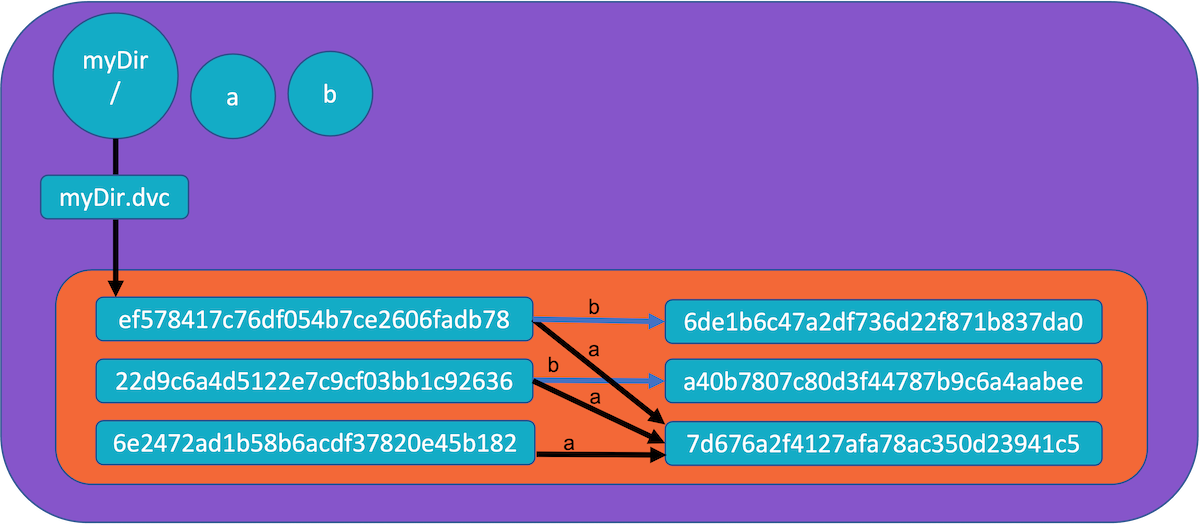 myDir
/
a
b
myDir.dvc
ef578417c76df054b7ce2606fadb78
b
6de1b6c47a2df736d22f871b837da0
a
22d9c6a4d5122e7c9cf03bb1c92636
b
a40b7807c80d3f44787b9c6a4aabee
a
6e2472ad1b58b6acdf37820e45b182
a
7d676a2f4127afa78ac350d23941c5